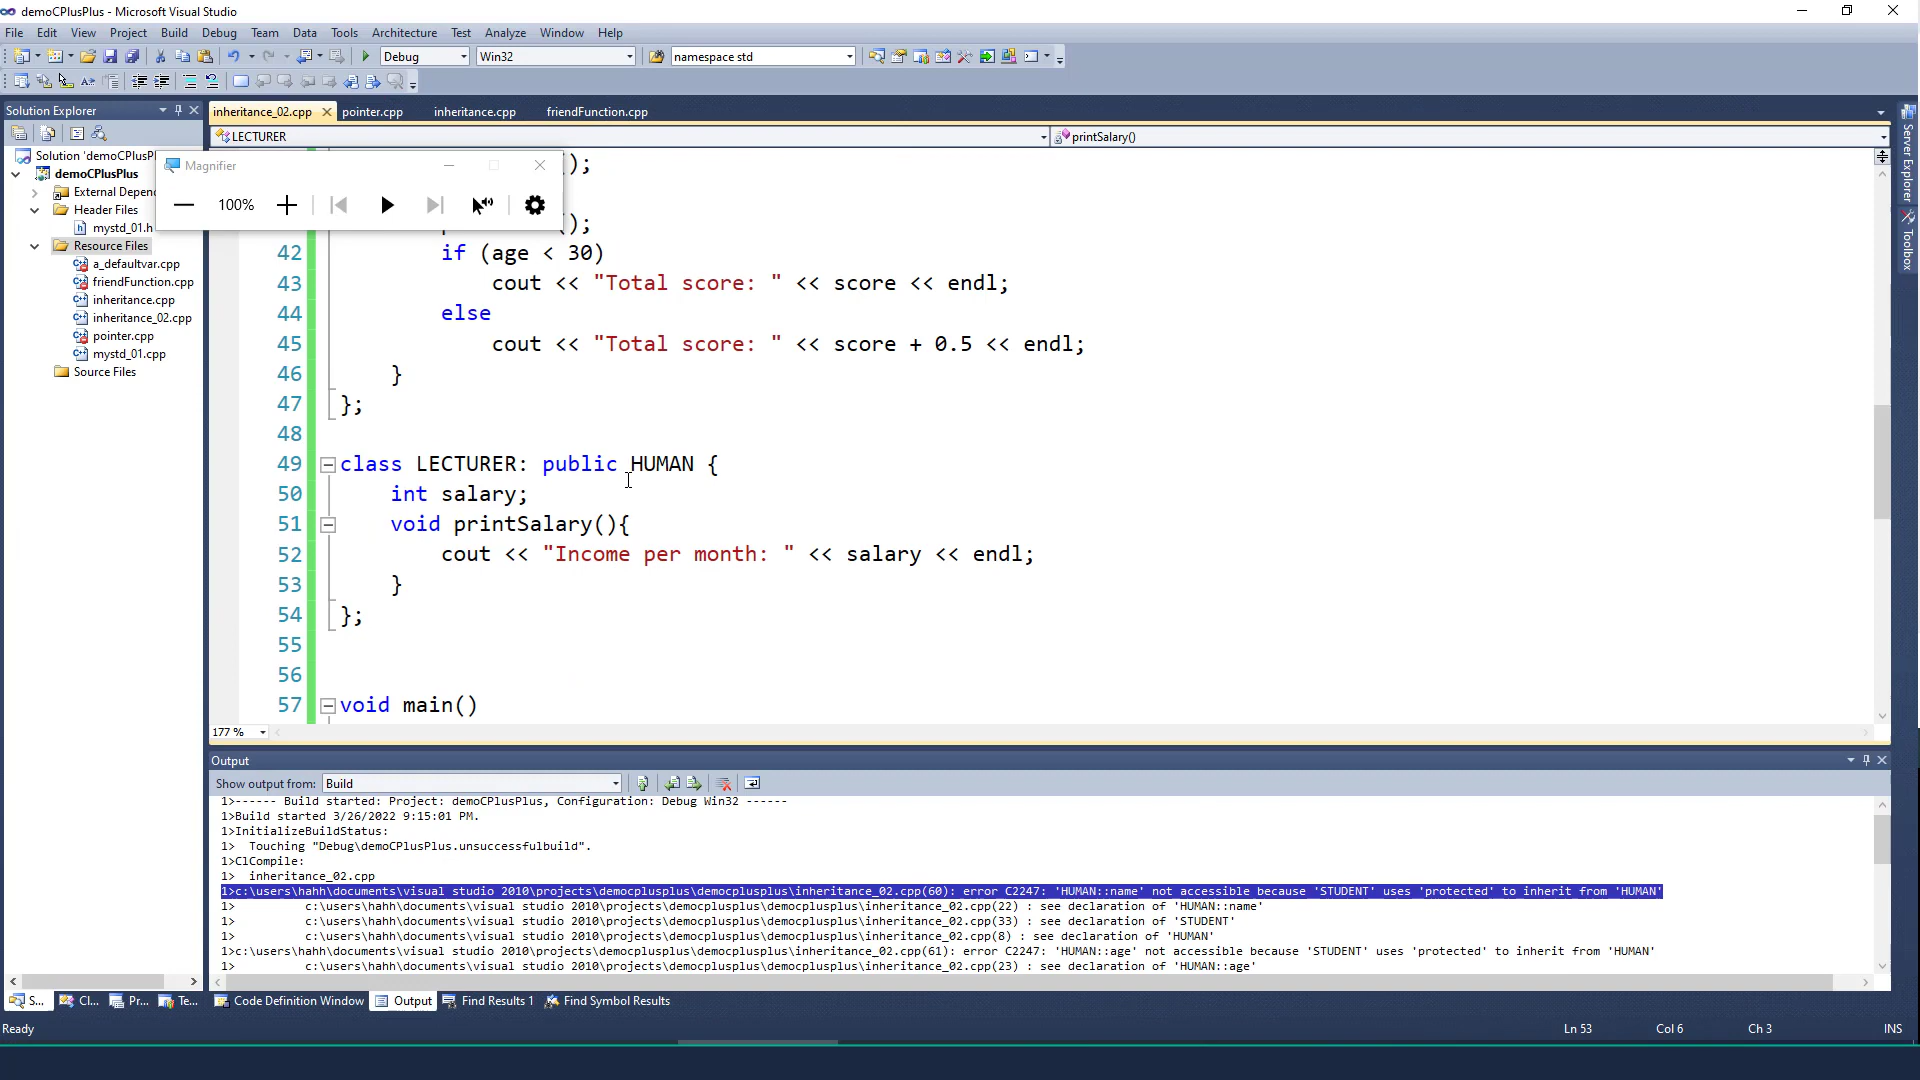 demoCPlusPlus - Microsoft Visual Studio
File Edit View Project Build Debug Team Data Tools Architecture Test Analyze Window Help
Debug Win32 namespace std
Solution Explorer
inheritance_02.cpp pointer.cpp inheritance.cpp friendFunction.cpp
LECTURER printSalary()
Solution 'demoCPlusPl
demoCPlusPlus
External Depend
Header Files
mystd_01.h
Resource Files
a_defaultvar.cpp
friendFunction.cpp
inheritance.cpp
inheritance_02.cpp
pointer.cpp
mystd_01.cpp
Source Files
Magnifier
100%
();
();
42 if (age < 30)
43 cout << "Total score: " << score << endl;
44 else
45 cout << "Total score: " << score + 0.5 << endl;
46 }
47 };
48
49 class LECTURER: public HUMAN {
50 int salary;
51 void printSalary(){
52 cout << "Income per month: " << salary << endl;
53 }
54 };
55
56
57 void main()
177 %
Output
Show output from: Build
1>------ Build started: Project: demoCPlusPlus, Configuration: Debug Win32 ------
1>Build started 3/26/2022 9:15:01 PM.
1>InitializeBuildStatus:
1> Touching "Debug\demoCPlusPlus.unsuccessfulbuild".
1>ClCompile:
1> inheritance_02.cpp
1>c:\users\hahh\documents\visual studio 2010\projects\democplusplus\democplusplus\inheritance_02.cpp(60): error C2247: 'HUMAN::name' not accessible because 'STUDENT' uses 'protected' to inherit from 'HUMAN'
1> c:\users\hahh\documents\visual studio 2010\projects\democplusplus\democplusplus\inheritance_02.cpp(22) : see declaration of 'HUMAN::name'
1> c:\users\hahh\documents\visual studio 2010\projects\democplusplus\democplusplus\inheritance_02.cpp(33) : see declaration of 'STUDENT'
1> c:\users\hahh\documents\visual studio 2010\projects\democplusplus\democplusplus\inheritance_02.cpp(8) : see declaration of 'HUMAN'
1>c:\users\hahh\documents\visual studio 2010\projects\democplusplus\democplusplus\inheritance_02.cpp(61): error C2247: 'HUMAN::age' not accessible because 'STUDENT' uses 'protected' to inherit from 'HUMAN'
1> c:\users\hahh\documents\visual studio 2010\projects\democplusplus\democplusplus\inheritance_02.cpp(23) : see declaration of 'HUMAN::age'
S... Cl... Pr... Te... Code Definition Window Output Find Results 1 Find Symbol Results
Ready Ln 53 Col 6 Ch 3 INS
Server Explorer
Toolbox